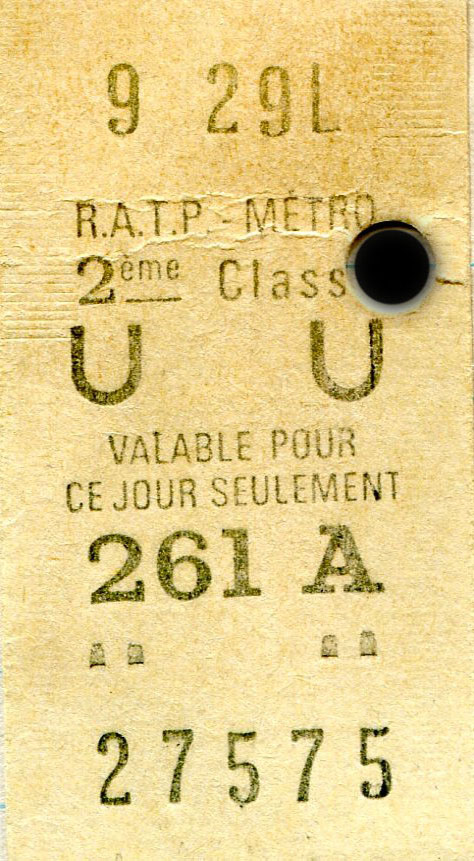 9 29L
R.A.T.P. - MÉTRO
2ème Class
U U
VALABLE POUR
CE JOUR SEULEMENT
261 A
27575